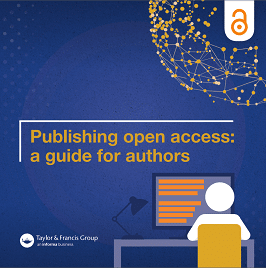 Publishing open access:
a guide for authors
Taylor & Francis Group
an informa business